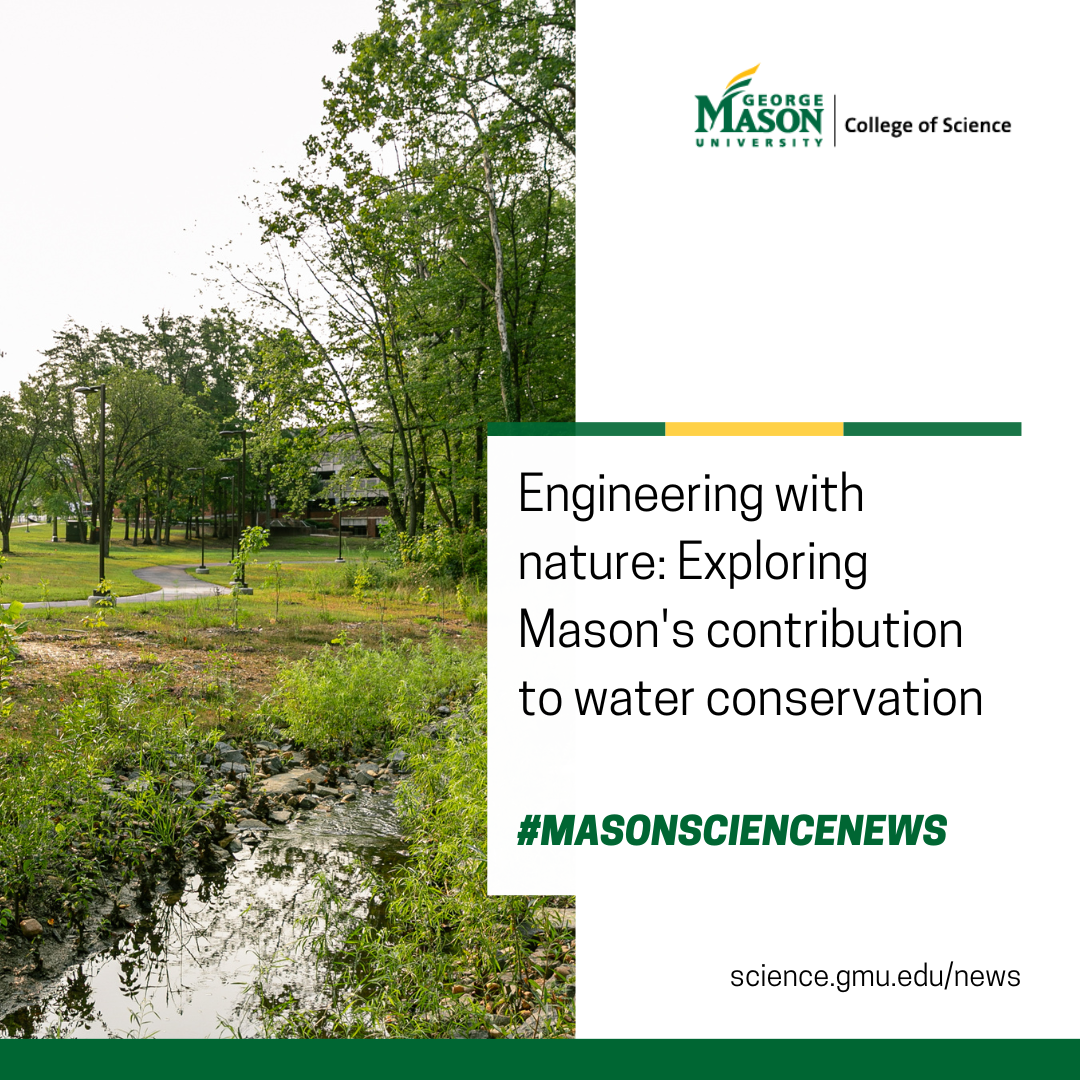 GEORGE
MASON
UNIVERSITY
College of Science
Engineering with
nature: Exploring
Mason's contribution
to water conservation
#MASONSCIENCENEWS
science.gmu.edu/news